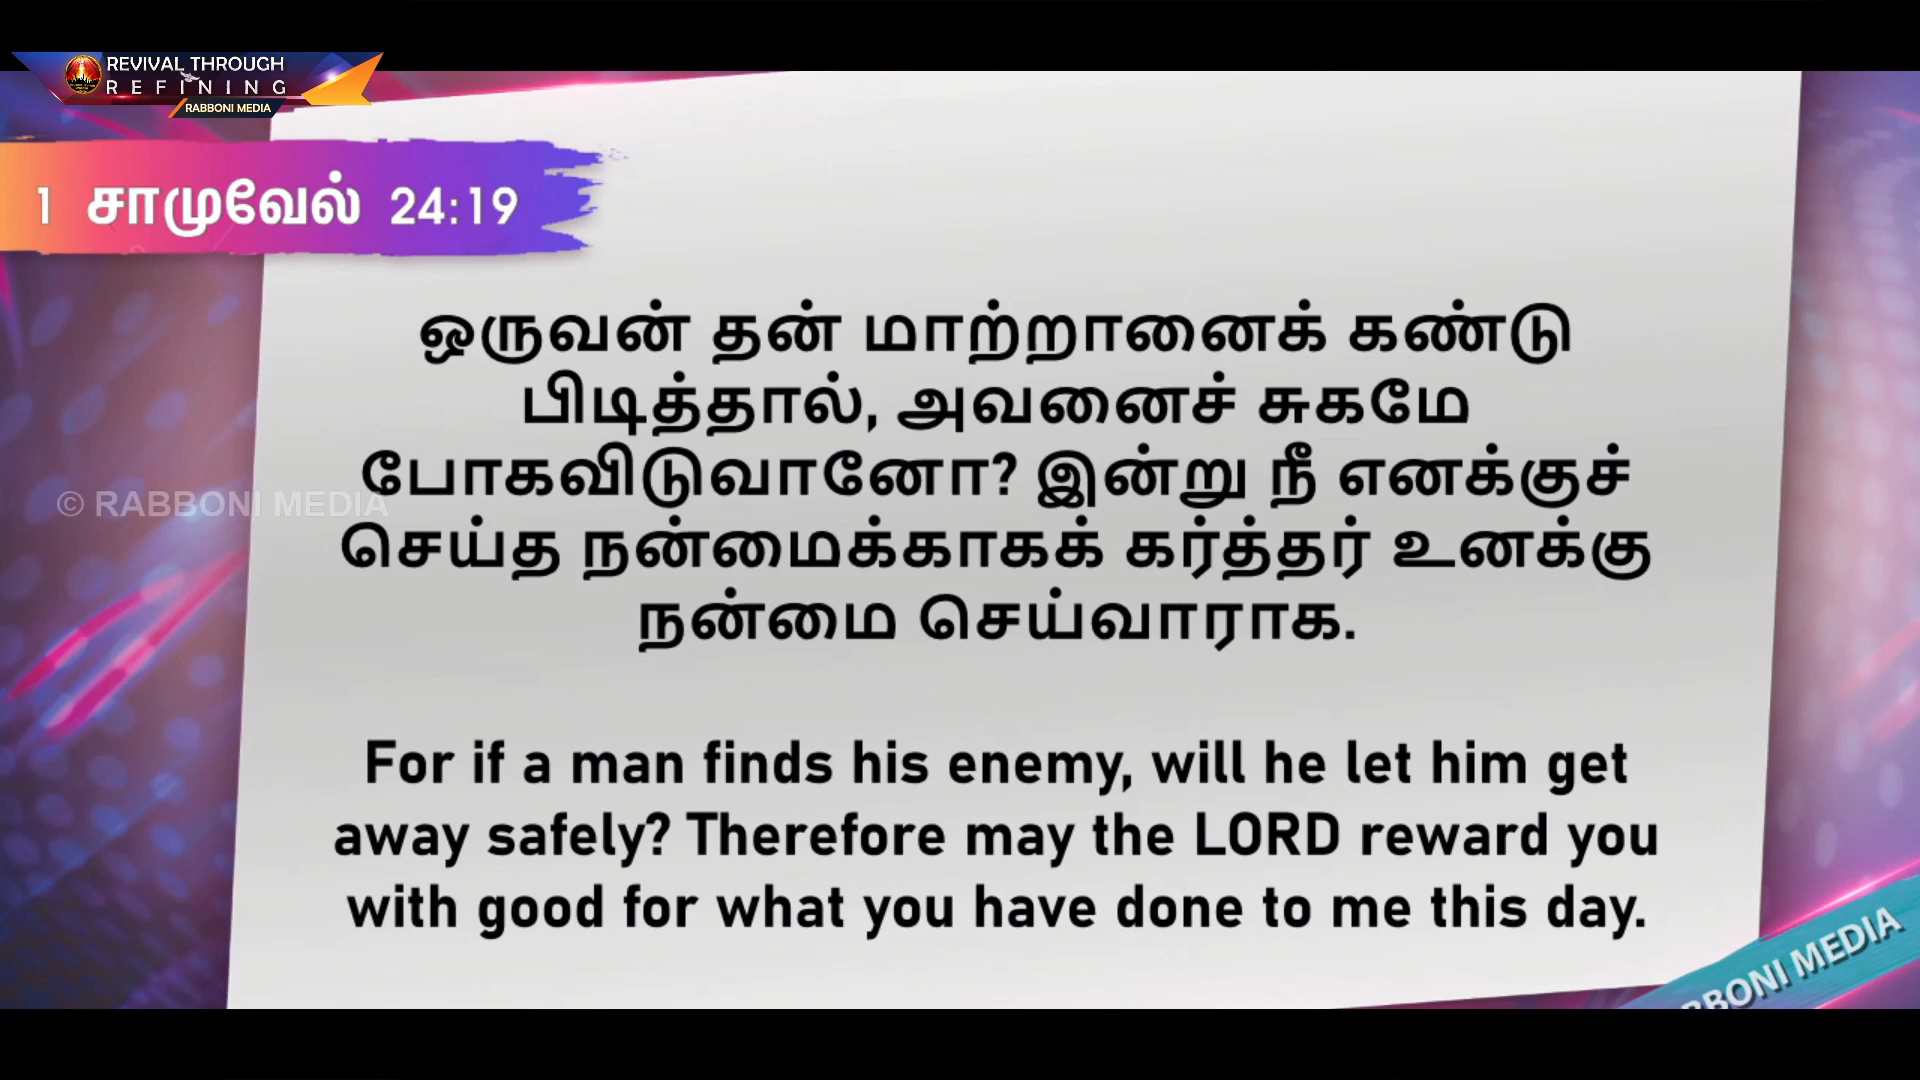 REVIVAL THROUGH
REFINING
RABBONI MEDIA
1 சாமுவேல் 24:19
ஒருவன் தன் மாற்றானைக் கண்டு
பிடித்தால், அவனைச் சுகமே
போகவிடுவானோ? இன்று நீ எனக்குச்
© RABBONI MEDIA
செய்த நன்மைக்காகக் கர்த்தர் உனக்கு
நன்மை செய்வாராக.
For if a man finds his enemy, will he let him get
away safely? Therefore may the LORD reward you
with good for what you have done to me this day.
BBONI MEDIA